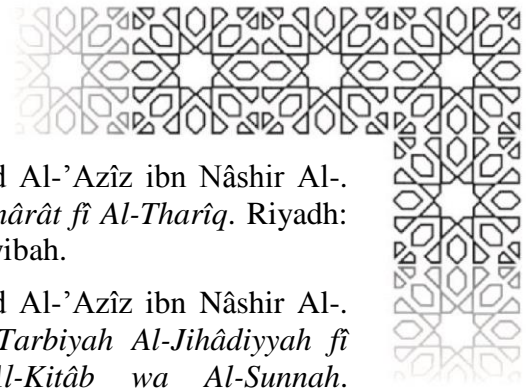 d Al-’Azîz ibn Nâshir Al-.
nârât fî Al-Tharîq. Riyadh:
yibah.
d Al-’Azîz ibn Nâshir Al-.
Tarbiyah Al-Jihâdiyyah fî
ll-Kitâb wa Al-Sunnah.